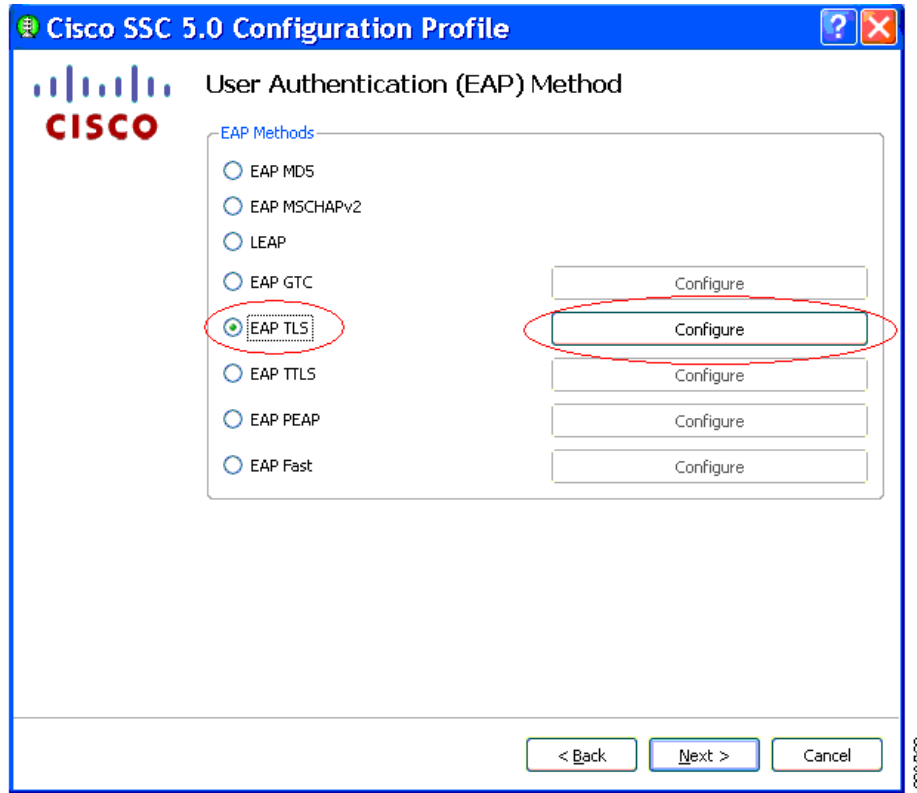 Cisco SSC 5.0 Configuration Profile
CISCO
User Authentication (EAP) Method
EAP Methods
EAP MD5
EAP MSCHAPv2
LEAP
EAP GTC Configure
EAP TLS Configure
EAP TTLS Configure
EAP PEAP Configure
EAP Fast Configure
< Back Next > Cancel